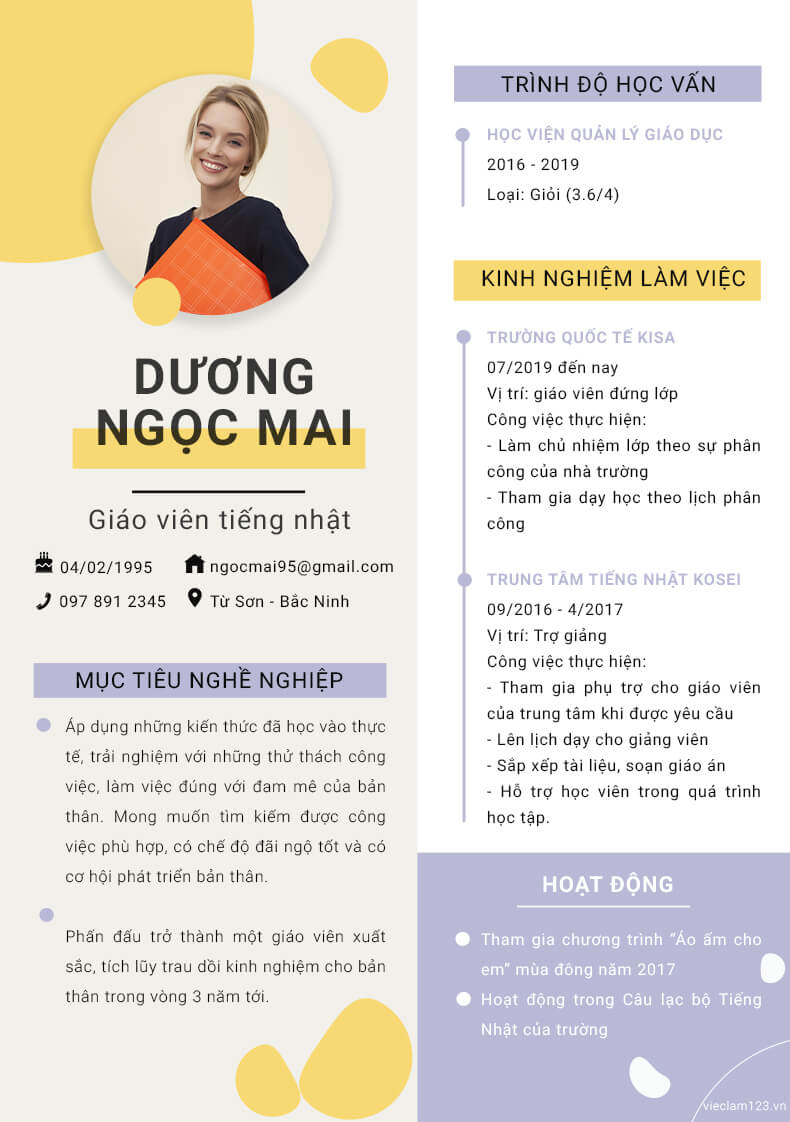 DƯƠNG
NGỌC MAI
Giáo viên tiếng nhật
04/02/1995
ngocmai95@gmail.com
097 891 2345
Từ Sơn - Bắc Ninh
MỤC TIÊU NGHỀ NGHIỆP
Áp dụng những kiến thức đã học vào thực
tế, trải nghiệm với những thử thách công
việc, làm việc đúng với đam mê của bản
thân. Mong muốn tìm kiếm được công
việc phù hợp, có chế độ đãi ngộ tốt và có
cơ hội phát triển bản thân.
Phấn đấu trở thành một giáo viên xuất
sắc, tích lũy trau dồi kinh nghiệm cho bản
thân trong vòng 3 năm tới.
TRÌNH ĐỘ HỌC VẤN
HỌC VIỆN QUẢN LÝ GIÁO DỤC
2016 - 2019
Loại: Giỏi (3.6/4)
KINH NGHIỆM LÀM VIỆC
TRƯỜNG QUỐC TẾ KISA
07/2019 đến nay
Vị trí: giáo viên đứng lớp
Công việc thực hiện:
- Làm chủ nhiệm lớp theo sự phân
công của nhà trường
- Tham gia dạy học theo lịch phân
công
TRUNG TÂM TIẾNG NHẬT KOSEI
09/2016 - 4/2017
Vị trí: Trợ giảng
Công việc thực hiện:
- Tham gia phụ trợ cho giáo viên
của trung tâm khi được yêu cầu
- Lên lịch dạy cho giảng viên
- Sắp xếp tài liệu, soạn giáo án
- Hỗ trợ học viên trong quá trình
học tập.
HOẠT ĐỘNG
Tham gia chương trình “Áo ấm cho
em” mùa đông năm 2017
Hoạt động trong Câu lạc bộ Tiếng
Nhật của trường
vieclam123.vn